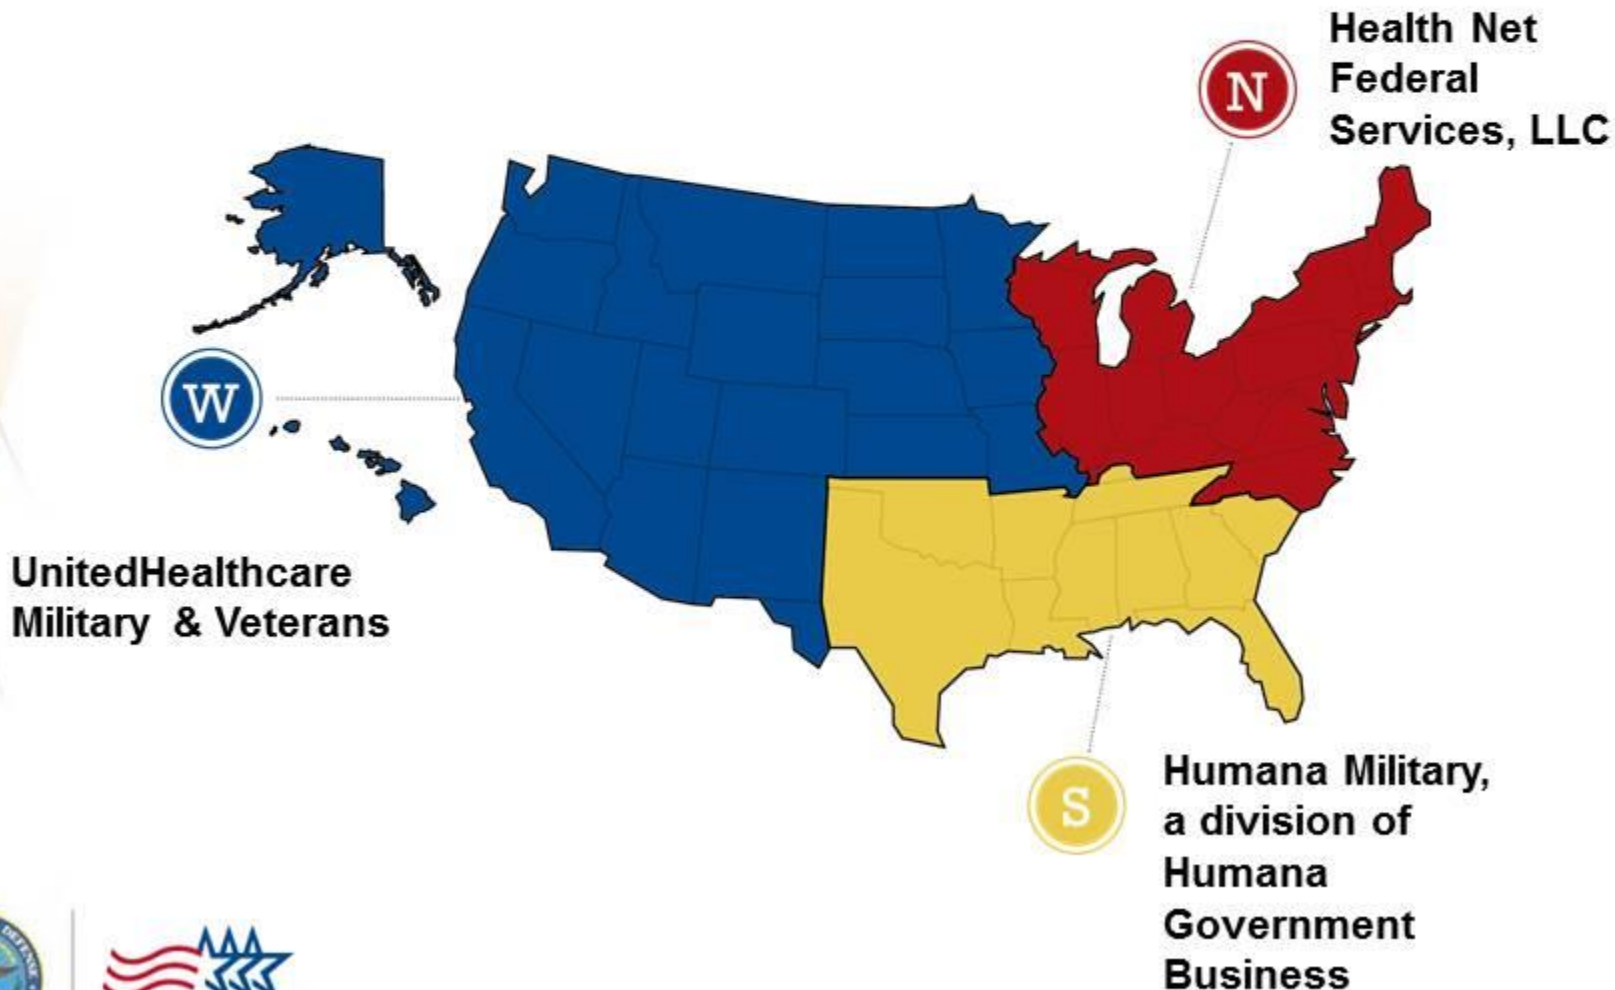 Health Net
Federal
Services, LLC
N
W
UnitedHealthcare
Military & Veterans
S
Humana Military,
a division of
Humana
Government
Business